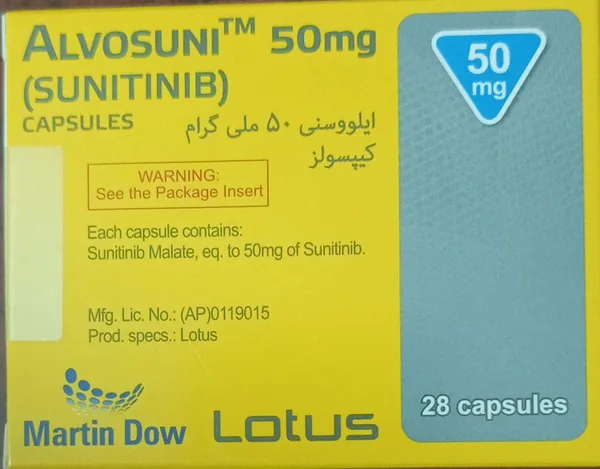 ALVOSUNI™ 50mg
(SUNITINIB)
CAPSULES
ایلووسنی ۵۰ ملی گرام
کیپسولز
50
mg
WARNING:
See the Package Insert
Each capsule contains:
Sunitinib Malate, eq. to 50mg of Sunitinib.
Mfg. Lic. No.: (AP)0119015
Prod. specs.: Lotus
Martin Dow
Lotus
28 capsules